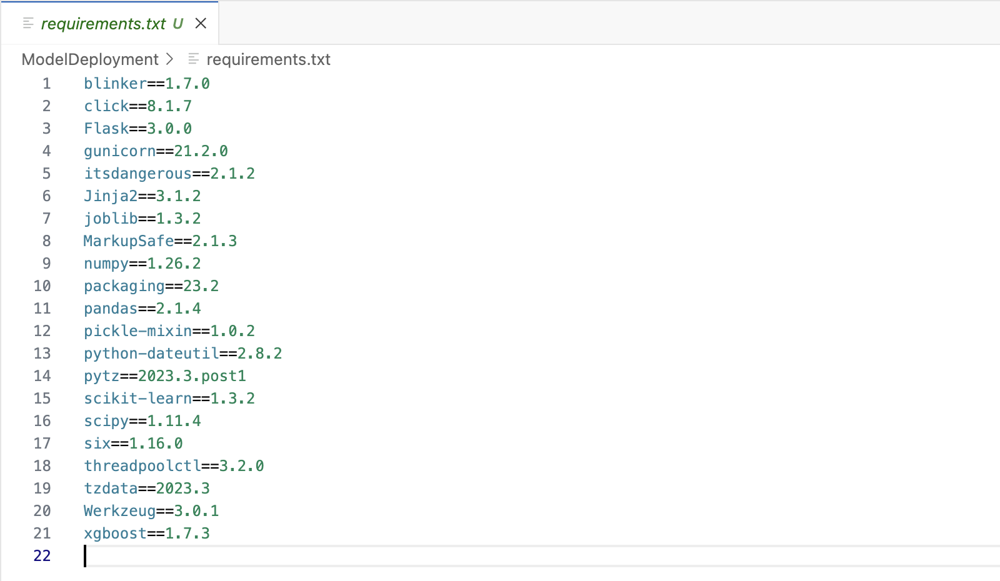 requirements.txt U
ModelDeployment > requirements.txt
1 blinker==1.7.0
2 click==8.1.7
3 Flask==3.0.0
4 gunicorn==21.2.0
5 itsdangerous==2.1.2
6 Jinja2==3.1.2
7 joblib==1.3.2
8 MarkupSafe==2.1.3
9 numpy==1.26.2
10 packaging==23.2
11 pandas==2.1.4
12 pickle-mixin==1.0.2
13 python-dateutil==2.8.2
14 pytz==2023.3.post1
15 scikit-learn==1.3.2
16 scipy==1.11.4
17 six==1.16.0
18 threadpoolctl==3.2.0
19 tzdata==2023.3
20 Werkzeug==3.0.1
21 xgboost==1.7.3
22